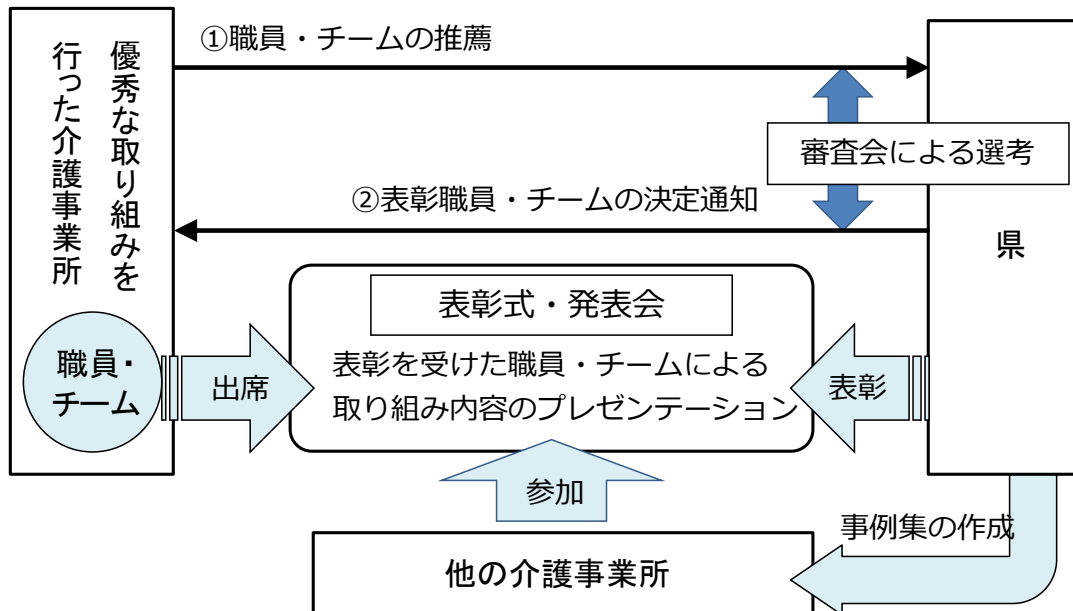 優秀な取り組みを
行った介護事業所
①職員・チームの推薦
審査会による選考
②表彰職員・チームの決定通知
県
表彰式・発表会
表彰を受けた職員・チームによる
取り組み内容のプレゼンテーション
職員・
チーム
出席
表彰
参加
事例集の作成
他の介護事業所